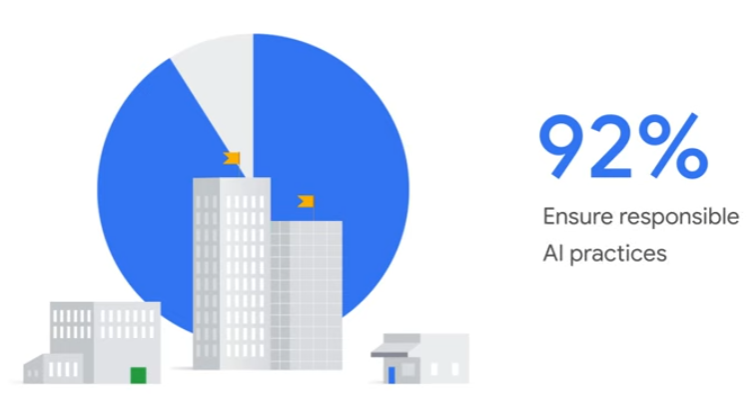 92%
Ensure responsible
AI practices